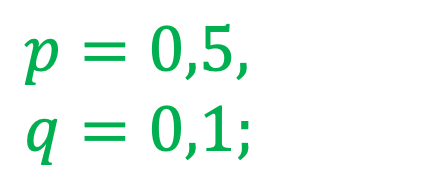 p = 0,5,
q = 0,1;